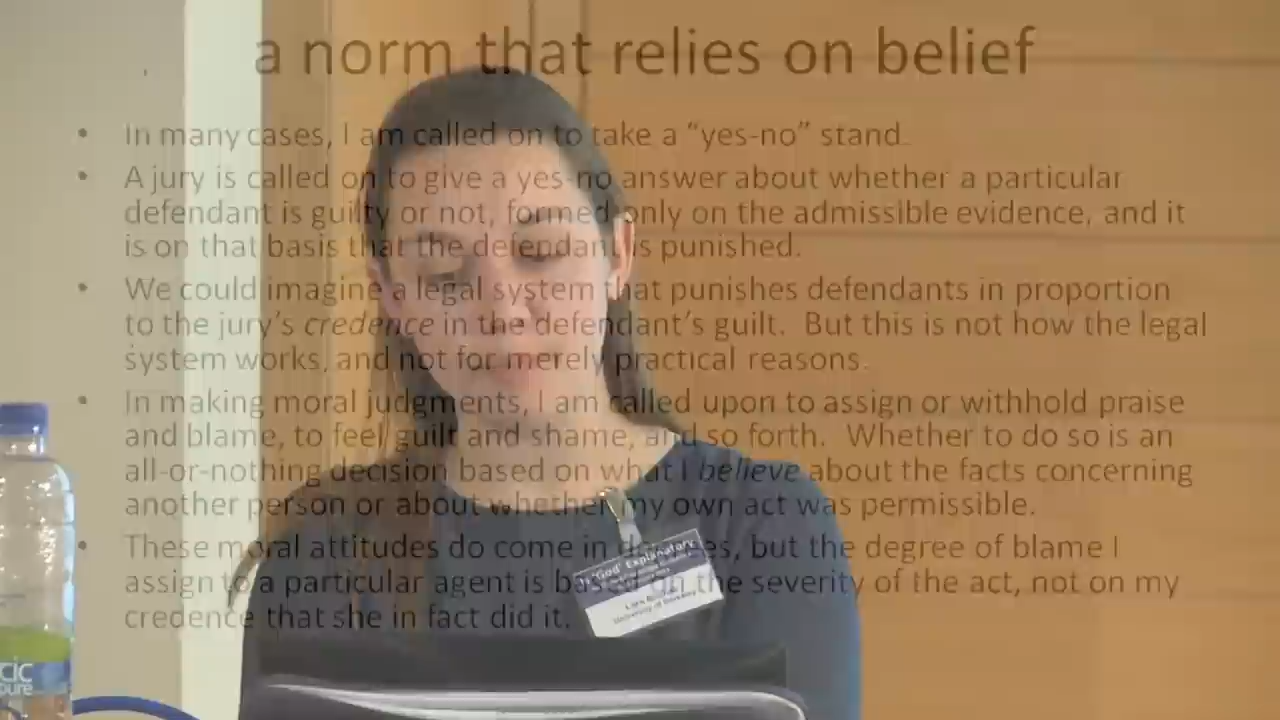 a norm that relies on belief
• In many cases, I am called on to take a “yes-no” stand.
• A jury is called on to give a yes-no answer about whether a particular
defendant is guilty or not, formed only on the admissible evidence, and it
is on that basis that the defendant is punished.
• We could imagine a legal system that punishes defendants in proportion
to the jury’s credence in the defendant’s guilt. But this is not how the legal
system works, and not for merely practical reasons.
• In making moral judgments, I am called upon to assign or withhold praise
and blame, to feel guilt and shame, and so forth. Whether to do so is an
all-or-nothing decision based on what I believe about the facts concerning
another person or about whether my own act was permissible.
• These moral attitudes do come in degrees, but the degree of blame I
assign to a particular agent is based on the severity of the act, not on my
credence that she in fact did it.
Is 'God' Explanatory
University of
cic
pure